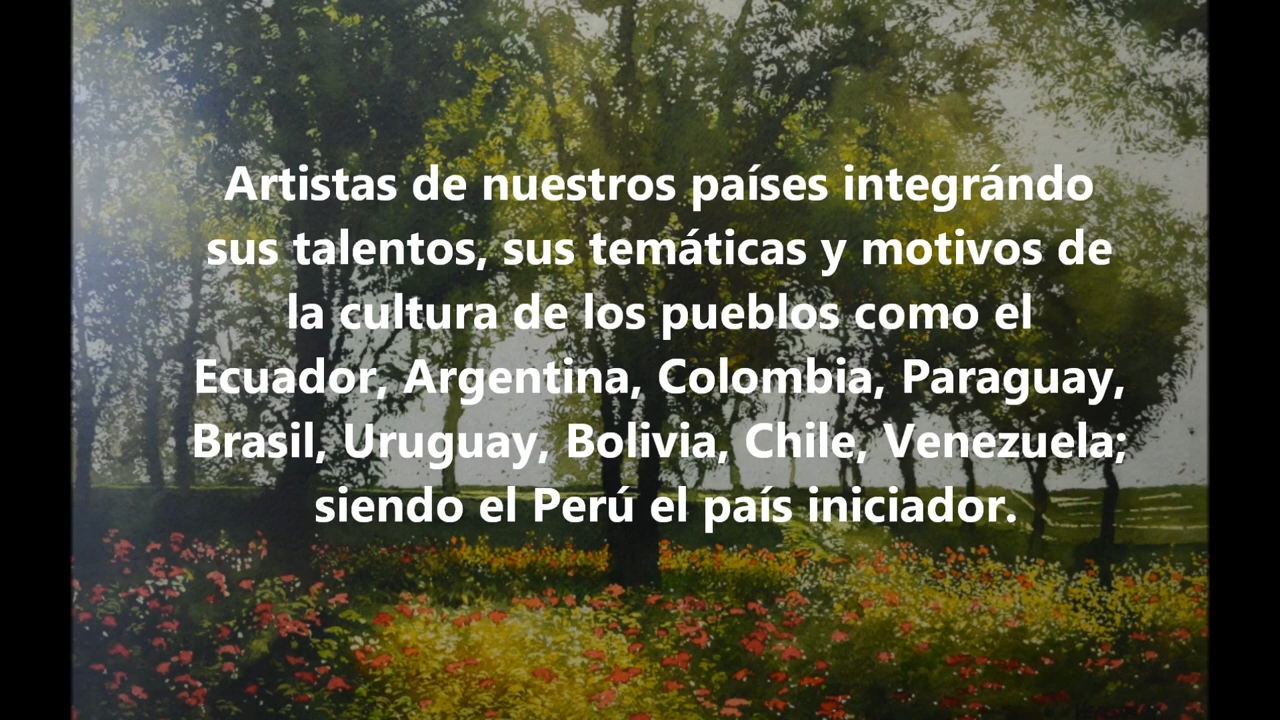 Artistas de nuestros países integrándo
sus talentos, sus temáticas y motivos de
la cultura de los pueblos como el
Ecuador, Argentina, Colombia, Paraguay,
Brasil, Uruguay, Bolivia, Chile, Venezuela;
siendo el Perú el país iniciador.